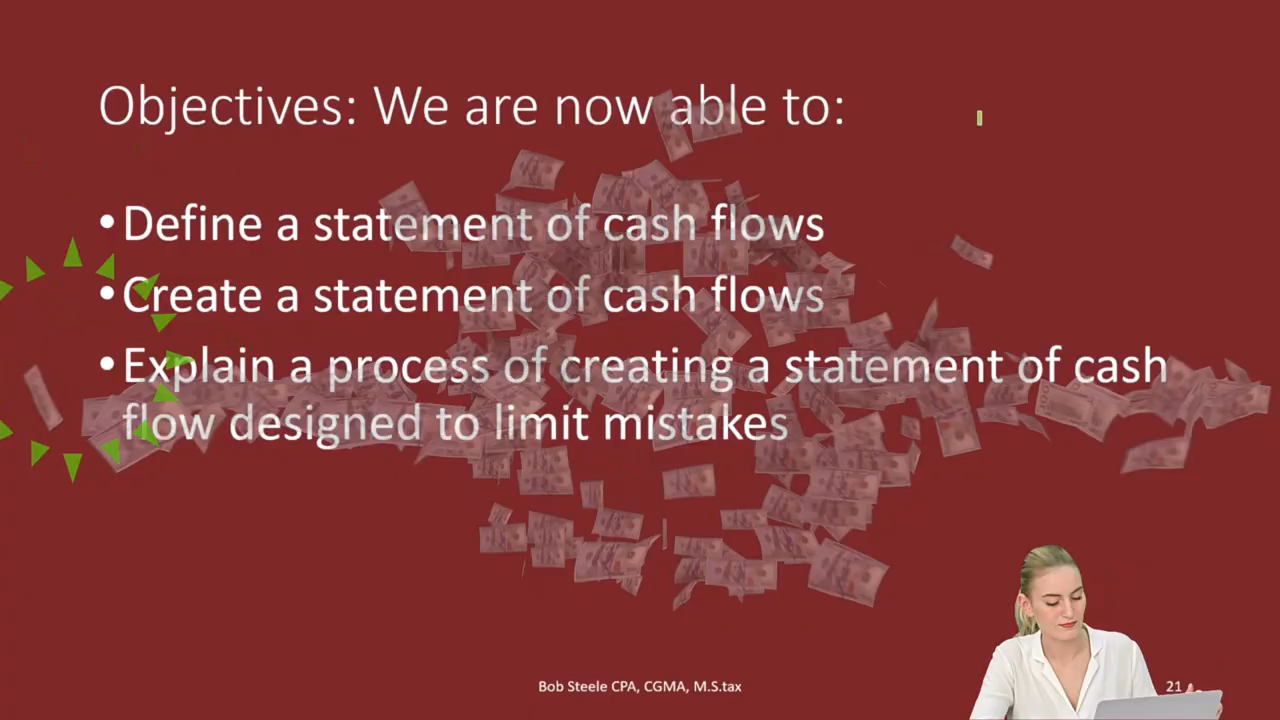 Objectives: We are now able to:
• Define a statement of cash flows
• Create a statement of cash flows
• Explain a process of creating a statement of cash
flow designed to limit mistakes
Bob Steele CPA, CGMA, M.S.tax
21